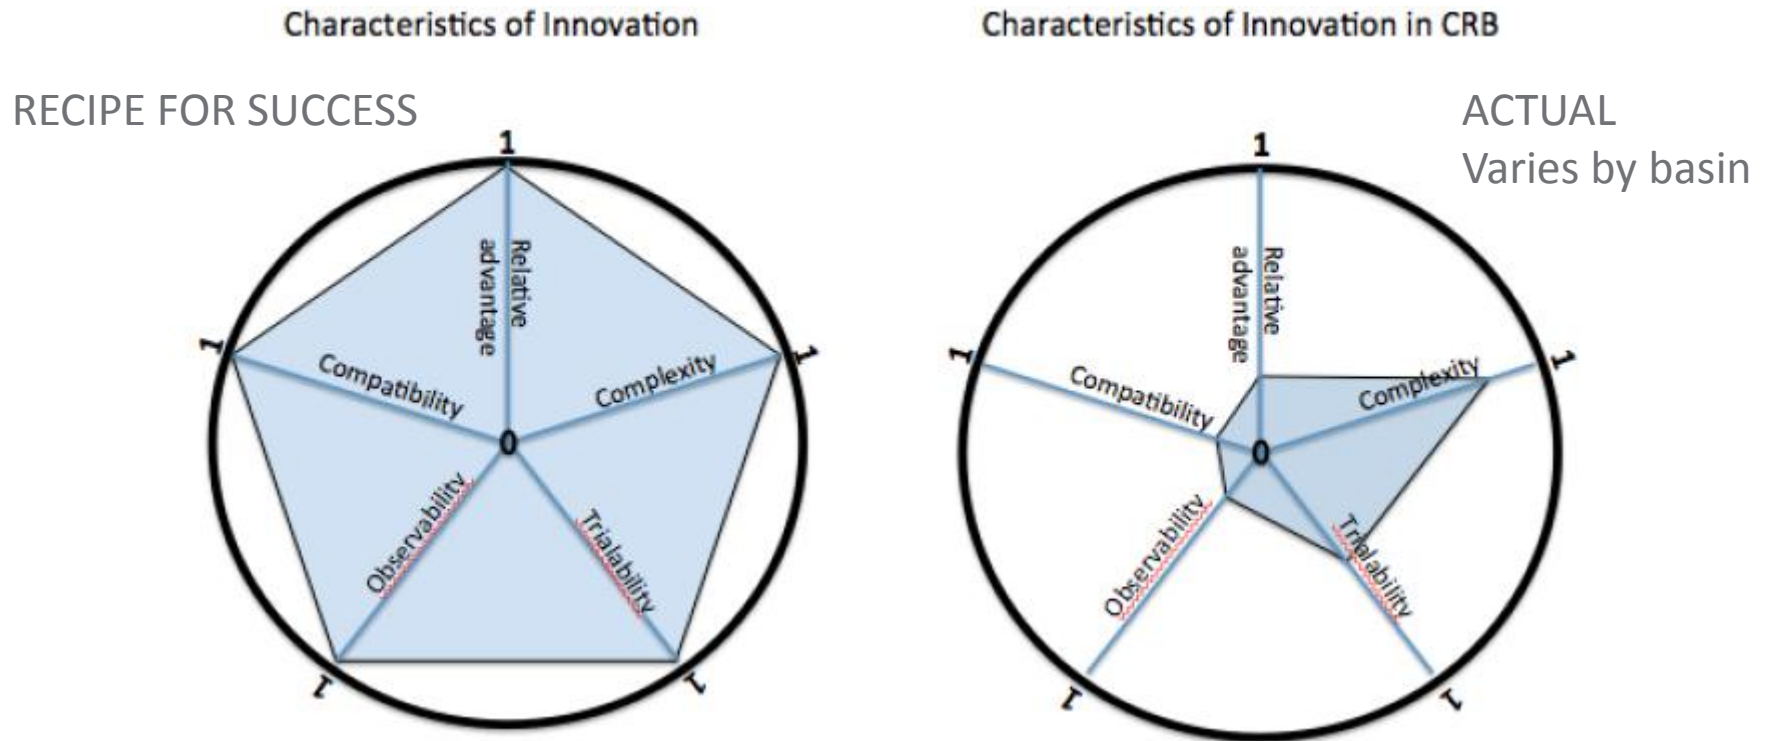 Characteristics of Innovation
RECIPE FOR SUCCESS
1
Relative
advantage
1
Compatibility
Complexity
1
0
Observability
Trialability
1
1
Characteristics of Innovation in CRB
ACTUAL
Varies by basin
1
Relative
advantage
1
Compatibility
Complexity
1
0
Observability
Trialability
1
1